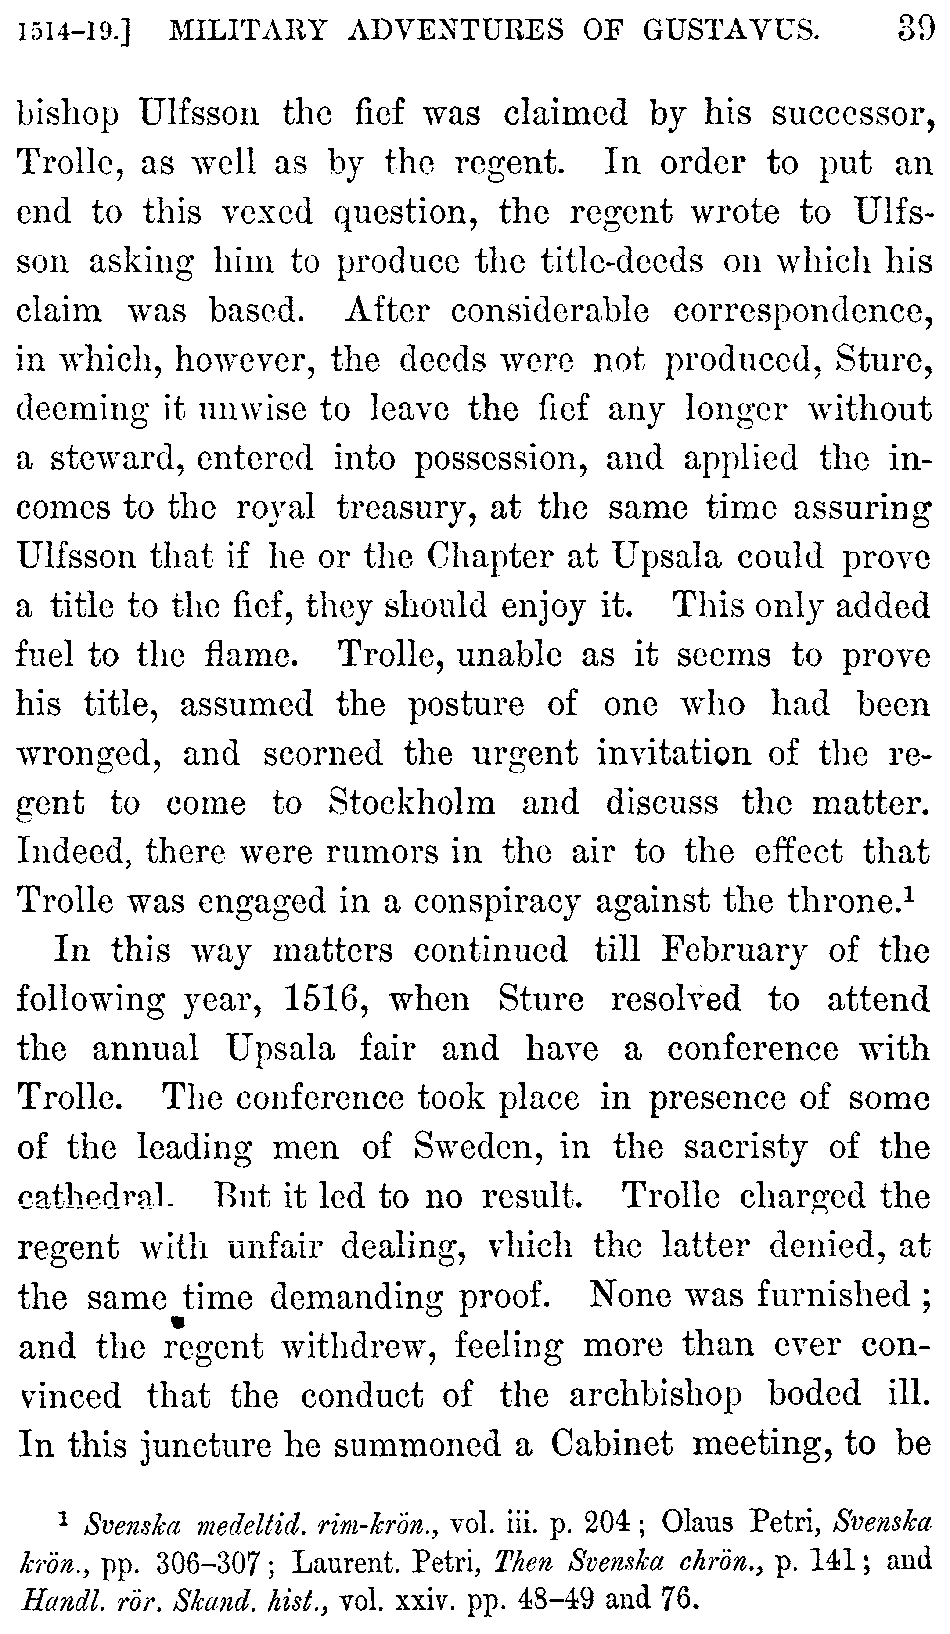 1514–19.] MILITARY ADVENTURES OF GUSTAVUS. 39
bishop Ulfsson the fief was claimed by his successor,
Trolle, as well as by the regent. In order to put an
end to this vexed question, the regent wrote to Ulfs-
son asking him to produce the title-deeds on which his
claim was based. After considerable correspondence,
in which, however, the deeds were not produced, Sture,
deeming it unwise to leave the fief any longer without
a steward, entered into possession, and applied the in-
comes to the royal treasury, at the same time assuring
Ulfsson that if he or the Chapter at Upsala could prove
a title to the fief, they should enjoy it. This only added
fuel to the flame. Trolle, unable as it seems to prove
his title, assumed the posture of one who had been
wronged, and scorned the urgent invitation of the re-
gent to come to Stockholm and discuss the matter.
Indeed, there were rumors in the air to the effect that
Trolle was engaged in a conspiracy against the throne.¹
In this way matters continued till February of the
following year, 1516, when Sture resolved to attend
the annual Upsala fair and have a conference with
Trolle. The conference took place in presence of some
of the leading men of Sweden, in the sacristy of the
cathedral. But it led to no result. Trolle charged the
regent with unfair dealing, vhich the latter denied, at
the same time demanding proof. None was furnished;
and the regent withdrew, feeling more than ever con-
vinced that the conduct of the archbishop boded ill.
In this juncture he summoned a Cabinet meeting, to be
¹ Svenska medeltid. rim-krön., vol. iii. p. 204; Olaus Petri, Svenska
krön., pp. 306–307; Laurent. Petri, Then Svenska chrön., p. 141; and
Handl. rör. Skand. hist., vol. xxiv. pp. 48–49 and 76.